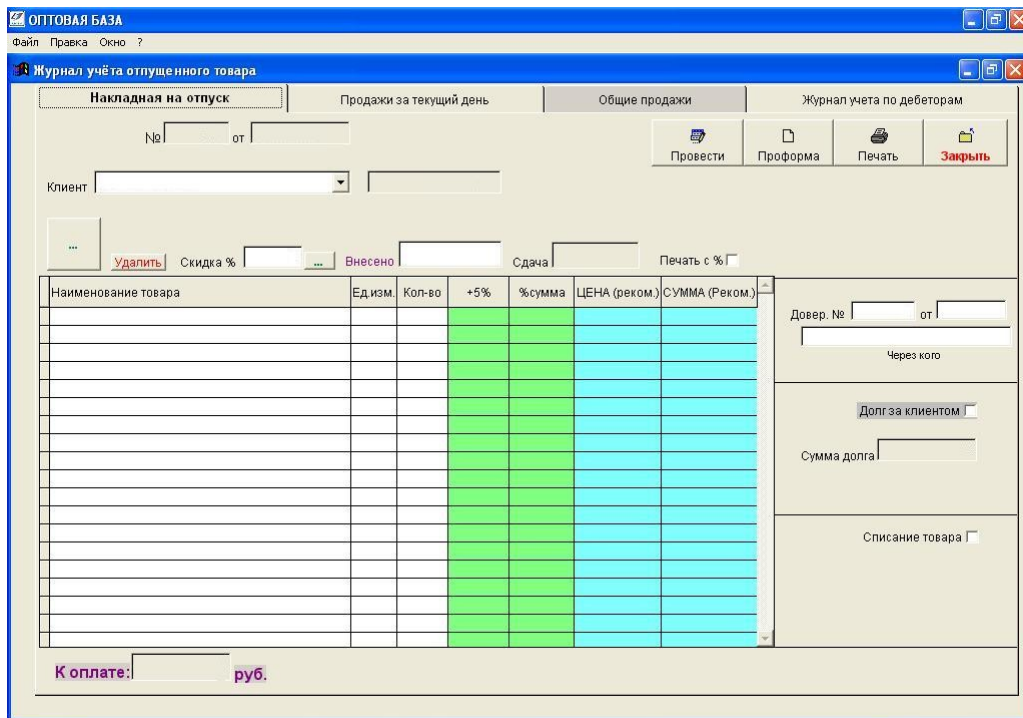 ОПТОВАЯ БАЗА
Файл Правка Окно ?
Журнал учёта отпущенного товара
Накладная на отпуск Продажи за текущий день Общие продажи Журнал учета по дебеторам
№ от
Провести Проформа Печать Закрыть
Клиент
... Удалить Скидка % ... Внесено Сдача Печать с %
Наименование товара Ед.изм. Кол-во +5% %сумма ЦЕНА (реком.) СУММА (Реком.)
Довер. № от
Через кого
Долг за клиентом
Сумма долга
Списание товара
К оплате: руб.